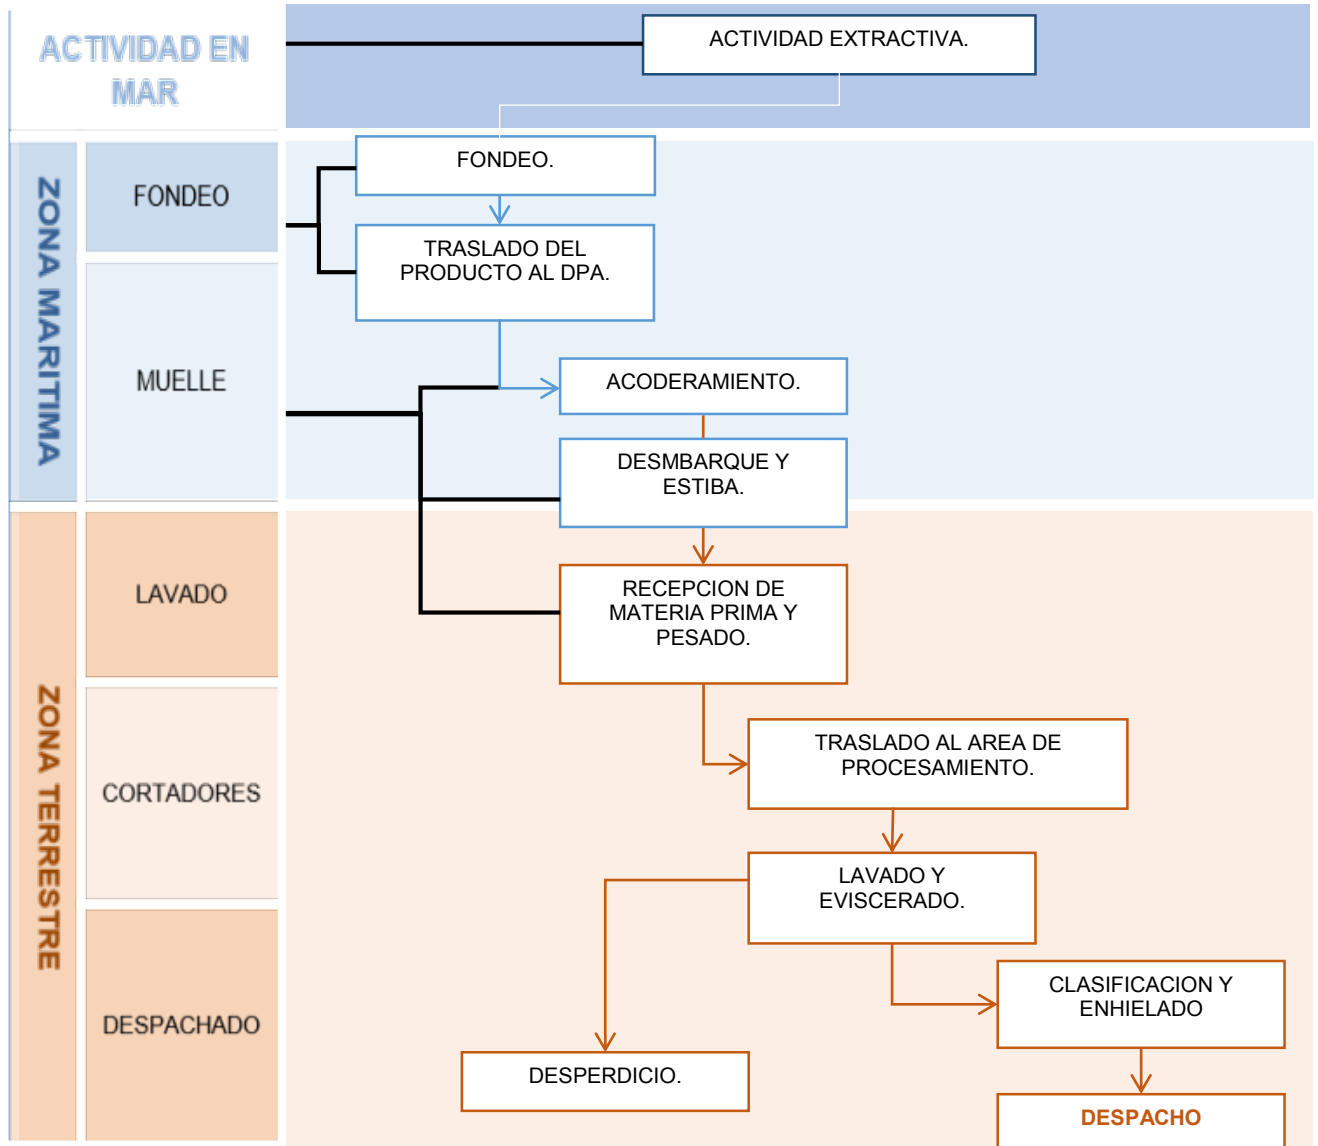 ACTIVIDAD EN
MAR
ACTIVIDAD EXTRACTIVA.
ZONA MARITIMA
FONDEO
FONDEO.
TRASLADO DEL
PRODUCTO AL DPA.
MUELLE
ACODERAMIENTO.
DESMBARQUE Y
ESTIBA.
ZONA TERRESTRE
LAVADO
RECEPCION DE
MATERIA PRIMA Y
PESADO.
CORTADORES
TRASLADO AL AREA DE
PROCESAMIENTO.
LAVADO Y
EVISCERADO.
DESPACHADO
CLASIFICACION Y
ENHIELADO
DESPERDICIO.
DESPACHO